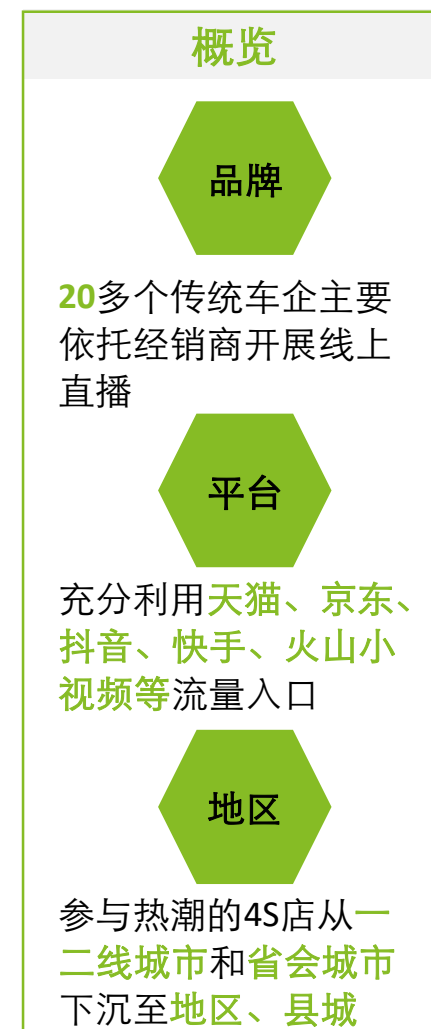 概览
品牌
20多个传统车企主要
依托经销商开展线上
直播
平台
充分利用天猫、京东、
抖音、快手、火山小
视频等流量入口
地区
参与热潮的4S店从一
二线城市和省会城市
下沉至地区、县城